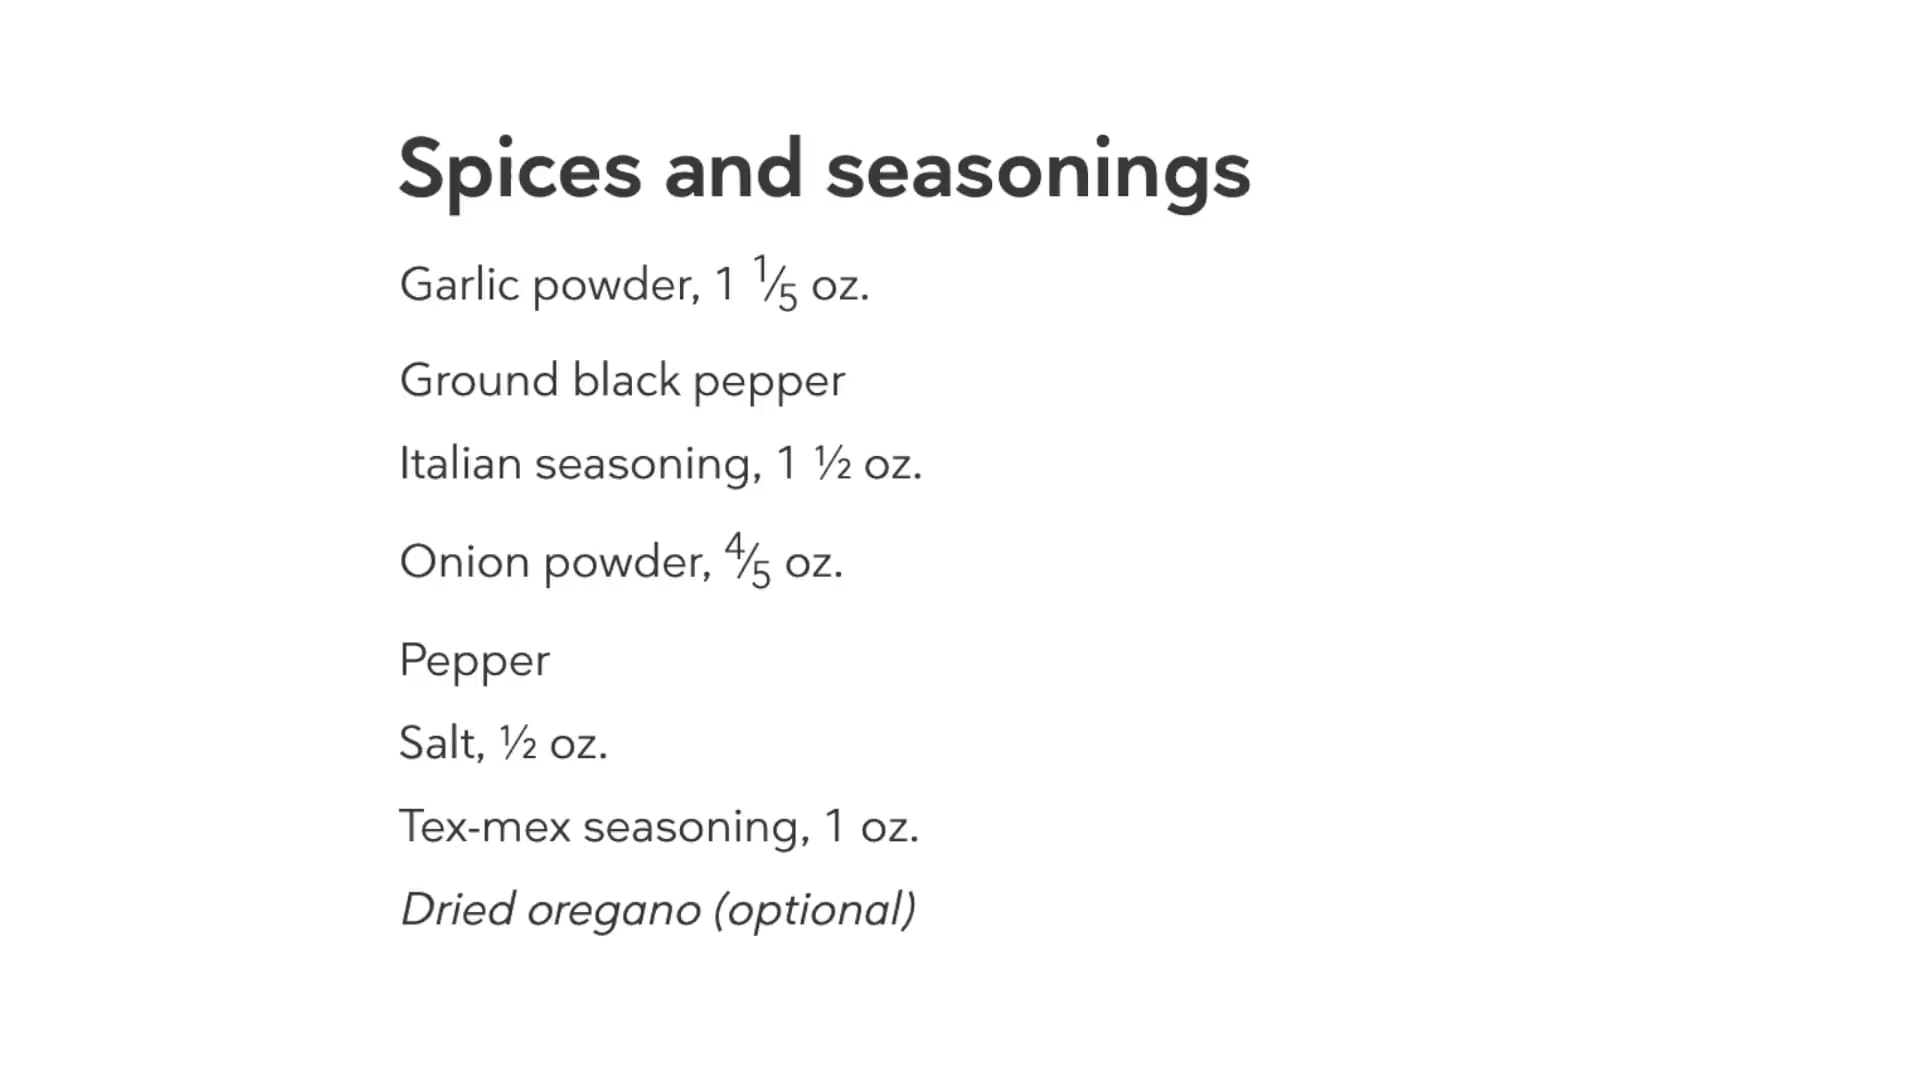 Spices and seasonings
Garlic powder, 1 ⅕ oz.
Ground black pepper
Italian seasoning, 1 ½ oz.
Onion powder, ⅘ oz.
Pepper
Salt, ½ oz.
Tex-mex seasoning, 1 oz.
Dried oregano (optional)